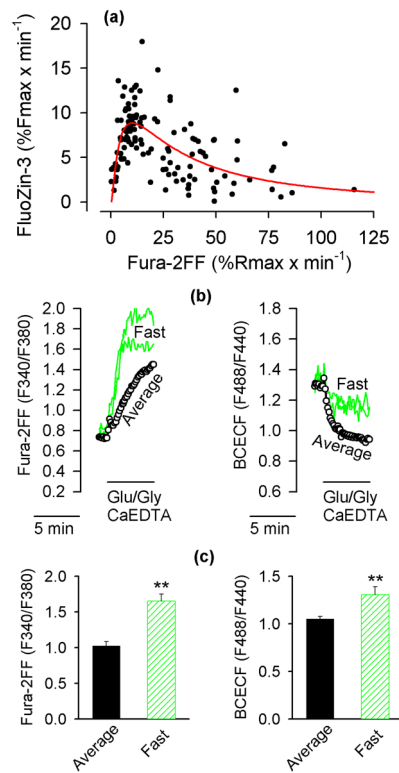 (a)
FluoZin-3 (%Fmax x min-1)
20
15
10
5
0
0 25 50 75 100 125
Fura-2FF (%Rmax x min-1)
(b)
Fura-2FF (F340/F380)
2.0
1.8
1.6
1.4
1.2
1.0
0.8
0.6
0.4
0.2
Fast
Average
Glu/Gly
CaEDTA
5 min
BCECF (F488/F440)
1.8
1.6
1.4
1.2
1.0
0.8
0.6
Fast
Average
Glu/Gly
CaEDTA
5 min
(c)
Fura-2FF (F340/F380)
2.0
1.5
1.0
0.5
0.0
**
Average
Fast
BCECF (F488/F440)
1.5
1.0
0.5
0.0
**
Average
Fast